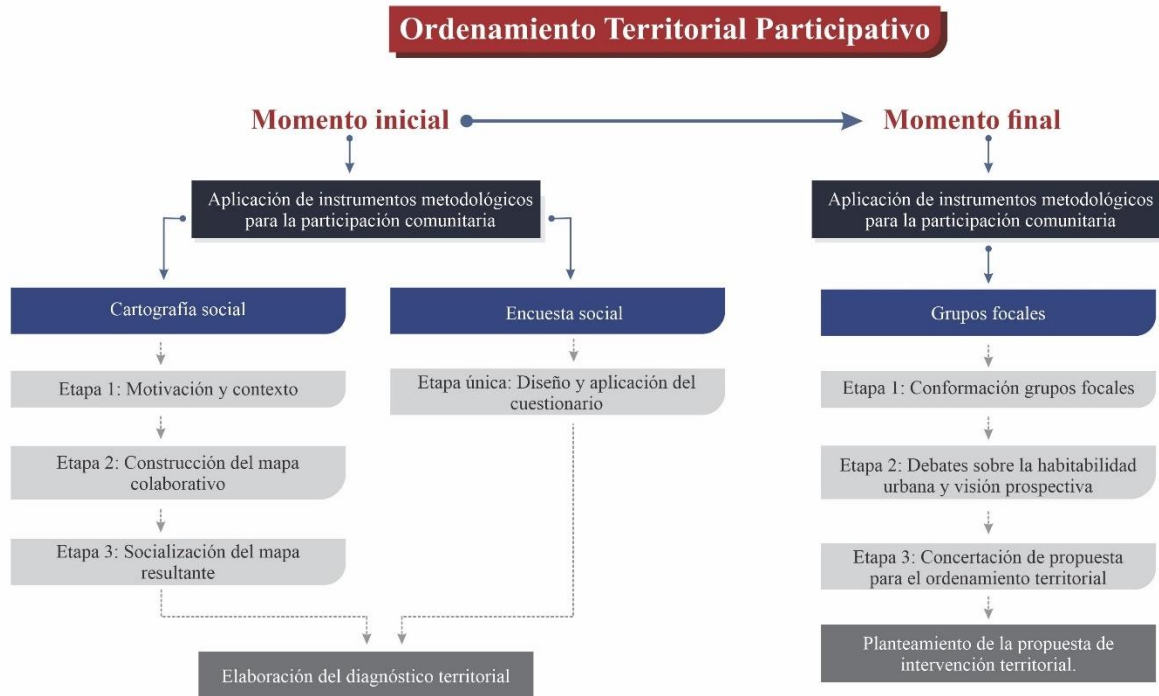 Ordenamiento Territorial Participativo
Momento inicial
Momento final
Aplicación de instrumentos metodológicos
para la participación comunitaria
Aplicación de instrumentos metodológicos
para la participación comunitaria
Cartografía social
Encuesta social
Grupos focales
Etapa 1: Motivación y contexto
Etapa única: Diseño y aplicación del
cuestionario
Etapa 1: Conformación grupos focales
Etapa 2: Construcción del mapa
colaborativo
Etapa 2: Debates sobre la habitabilidad
urbana y visión prospectiva
Etapa 3: Socialización del mapa
resultante
Etapa 3: Concertación de propuesta
para el ordenamiento territorial
Elaboración del diagnóstico territorial
Planteamiento de la propuesta de
intervención territorial.